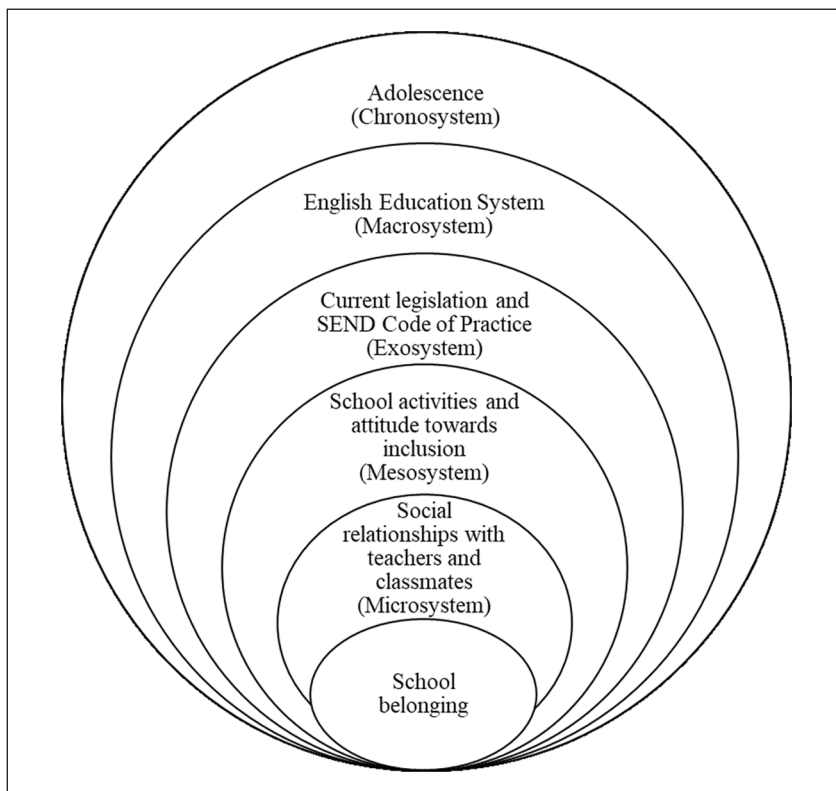 Adolescence
(Chronosystem)
English Education System
(Macrosystem)
Current legislation and
SEND Code of Practice
(Exosystem)
School activities and
attitude towards
inclusion
(Mesosystem)
Social
relationships with
teachers and
classmates
(Microsystem)
School
belonging